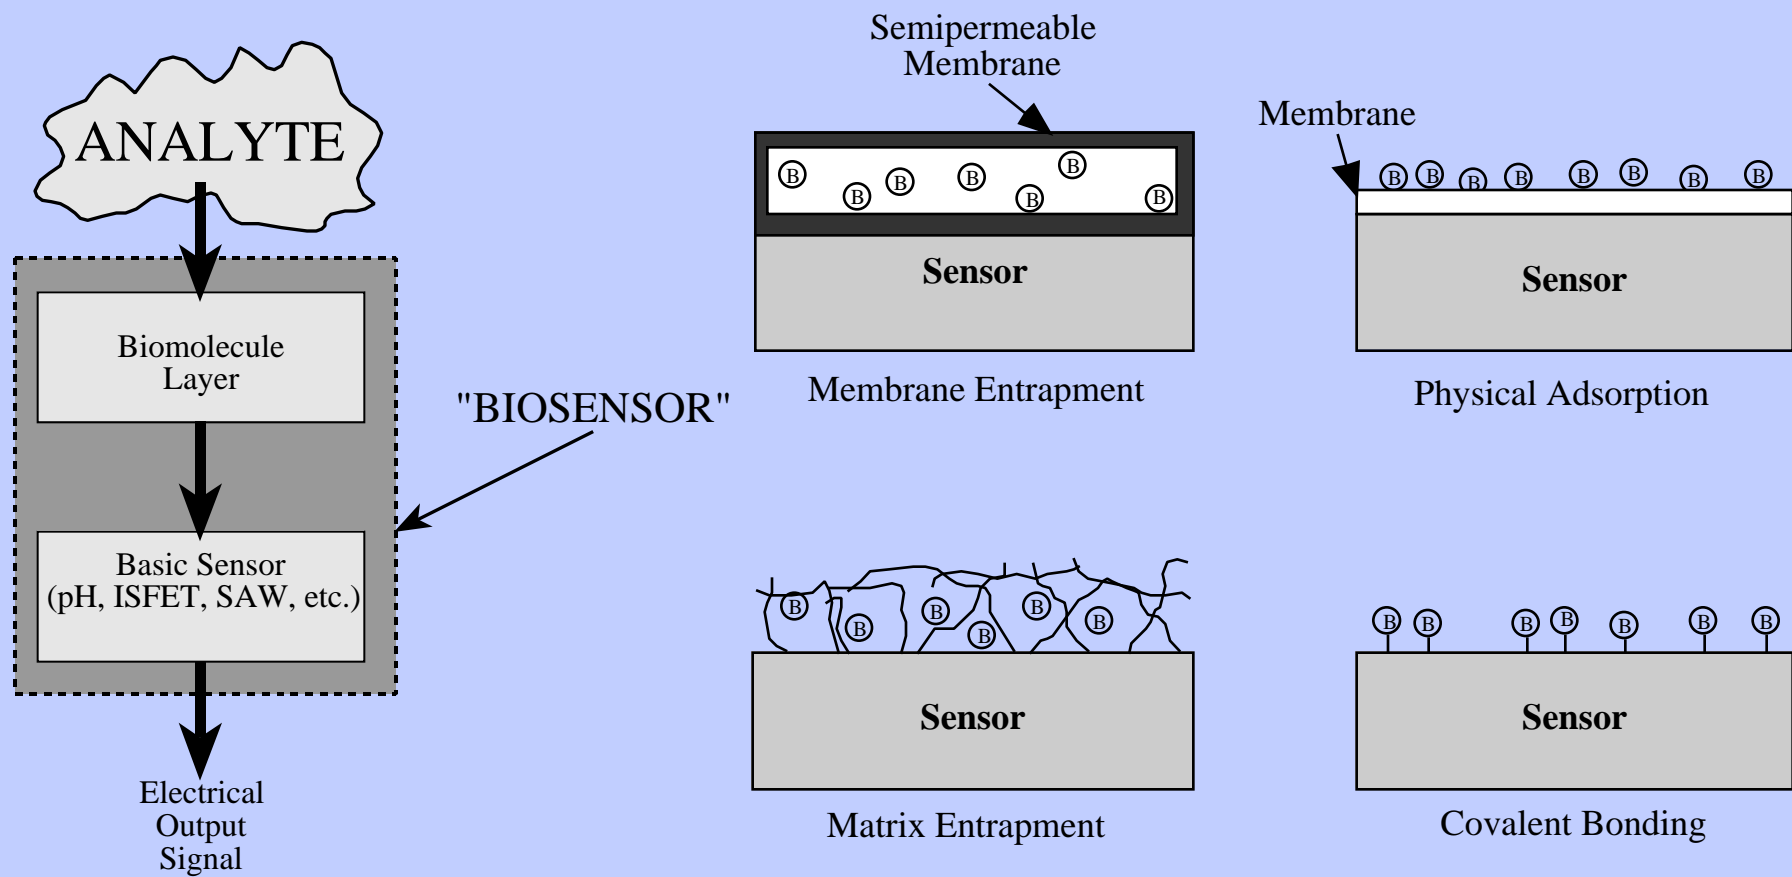 ANALYTE
Biomolecule
Layer
Basic Sensor
(pH, ISFET, SAW, etc.)
Electrical
Output
Signal
"BIOSENSOR"
Semipermeable
Membrane
B
B
B
B
B
B
B
Sensor
Membrane Entrapment
Membrane
B
B
B
B
B
B
B
B
Sensor
Physical Adsorption
B
B
B
B
B
B
Sensor
Matrix Entrapment
B
B
B
B
B
B
B
Sensor
Covalent Bonding